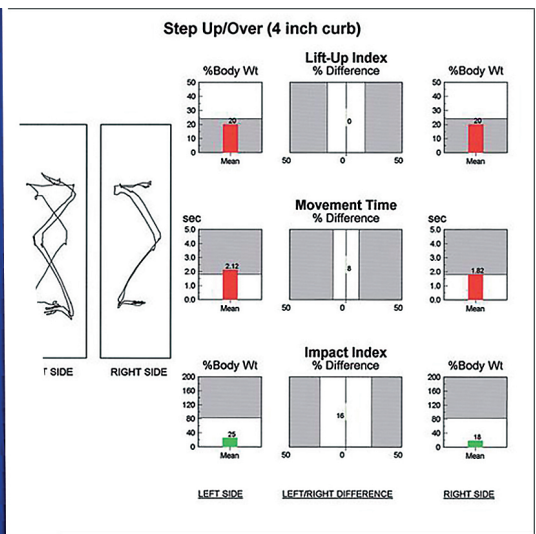 Step Up/Over (4 inch curb)
Lift-Up Index
%Body Wt % Difference %Body Wt
50
40
30
20
10
0
20
Mean
0
50 0 50
50
40
30
20
10
0
20
Mean
Movement Time
sec % Difference sec
5.0
4.0
3.0
2.0
1.0
0.0
2.12
Mean
8
50 0 50
5.0
4.0
3.0
2.0
1.0
0.0
1.82
Mean
T SIDE RIGHT SIDE
Impact Index
%Body Wt % Difference %Body Wt
200
160
120
80
40
0
25
Mean
16
50 0 50
200
160
120
80
40
0
18
Mean
LEFT SIDE LEFT/RIGHT DIFFERENCE RIGHT SIDE